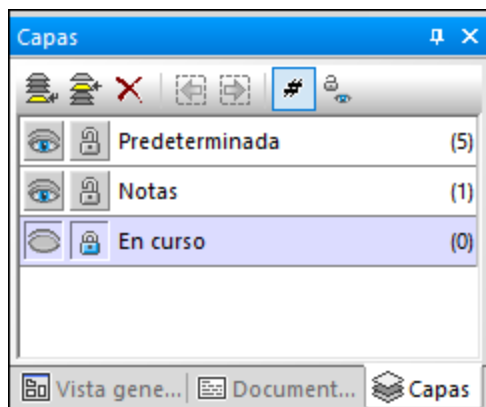 Capas
#
Predeterminada (5)
Notas (1)
En curso (0)
Vista gene... Document... Capas